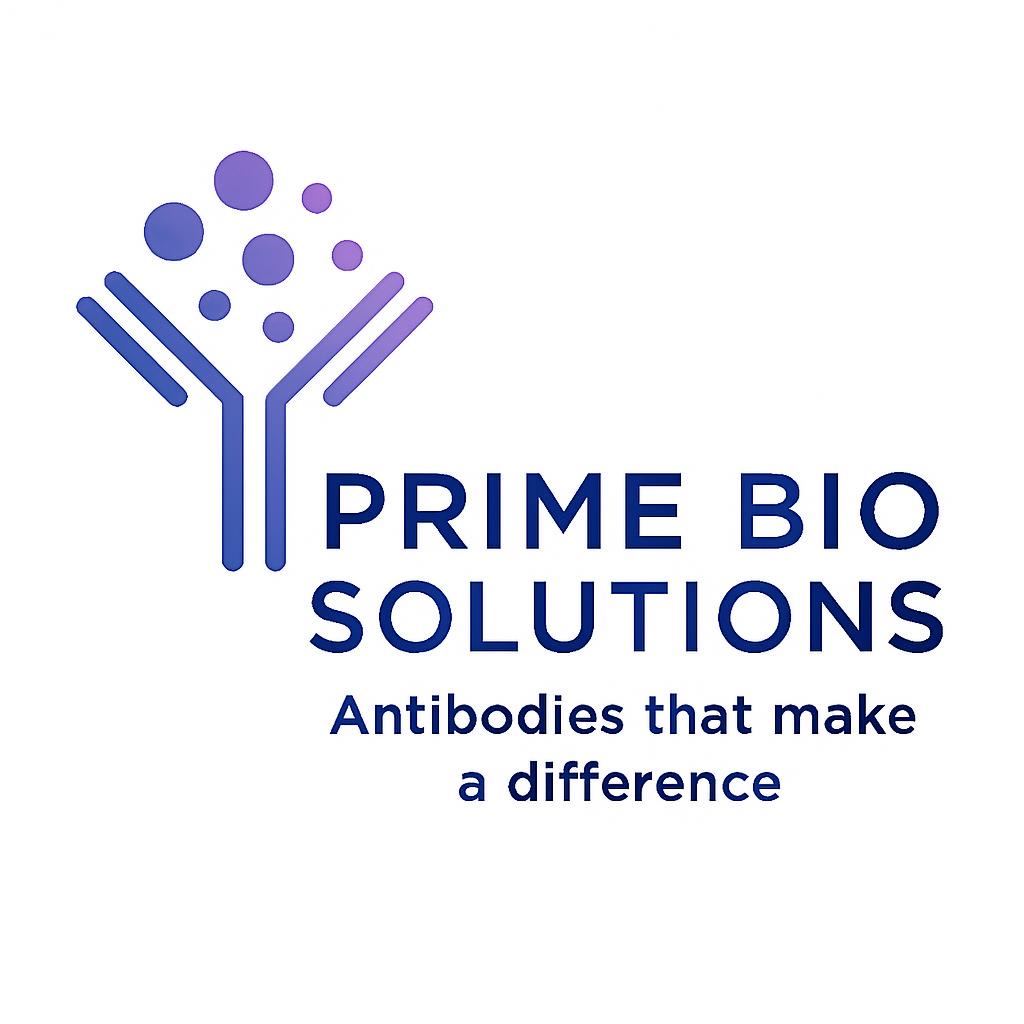 PRIME BIO
SOLUTIONS
Antibodies that make
a difference